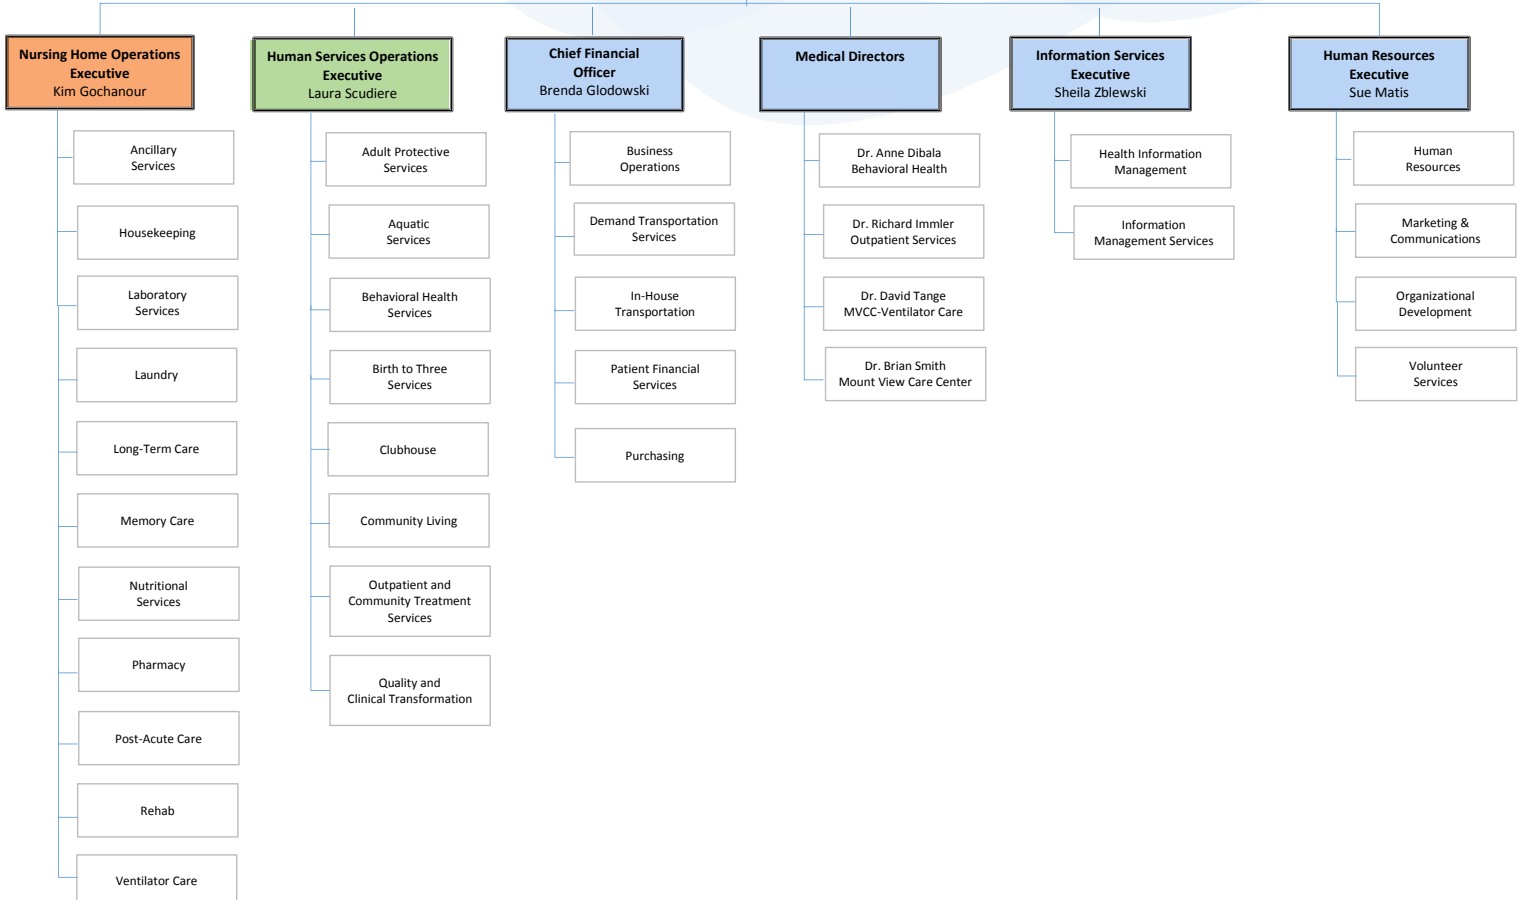 Nursing Home Operations
Executive
Kim Gochanour
Ancillary
Services
Housekeeping
Laboratory
Services
Laundry
Long-Term Care
Memory Care
Nutritional
Services
Pharmacy
Post-Acute Care
Rehab
Ventilator Care
Human Services Operations
Executive
Laura Scudiere
Adult Protective
Services
Aquatic
Services
Behavioral Health
Services
Birth to Three
Services
Clubhouse
Community Living
Outpatient and
Community Treatment
Services
Quality and
Clinical Transformation
Chief Financial
Officer
Brenda Glodowski
Business
Operations
Demand Transportation
Services
In-House
Transportation
Patient Financial
Services
Purchasing
Medical Directors
Dr. Anne Dibala
Behavioral Health
Dr. Richard Immler
Outpatient Services
Dr. David Tange
MVCC-Ventilator Care
Dr. Brian Smith
Mount View Care Center
Information Services
Executive
Sheila Zblewski
Health Information
Management
Information
Management Services
Human Resources
Executive
Sue Matis
Human
Resources
Marketing &
Communications
Organizational
Development
Volunteer
Services